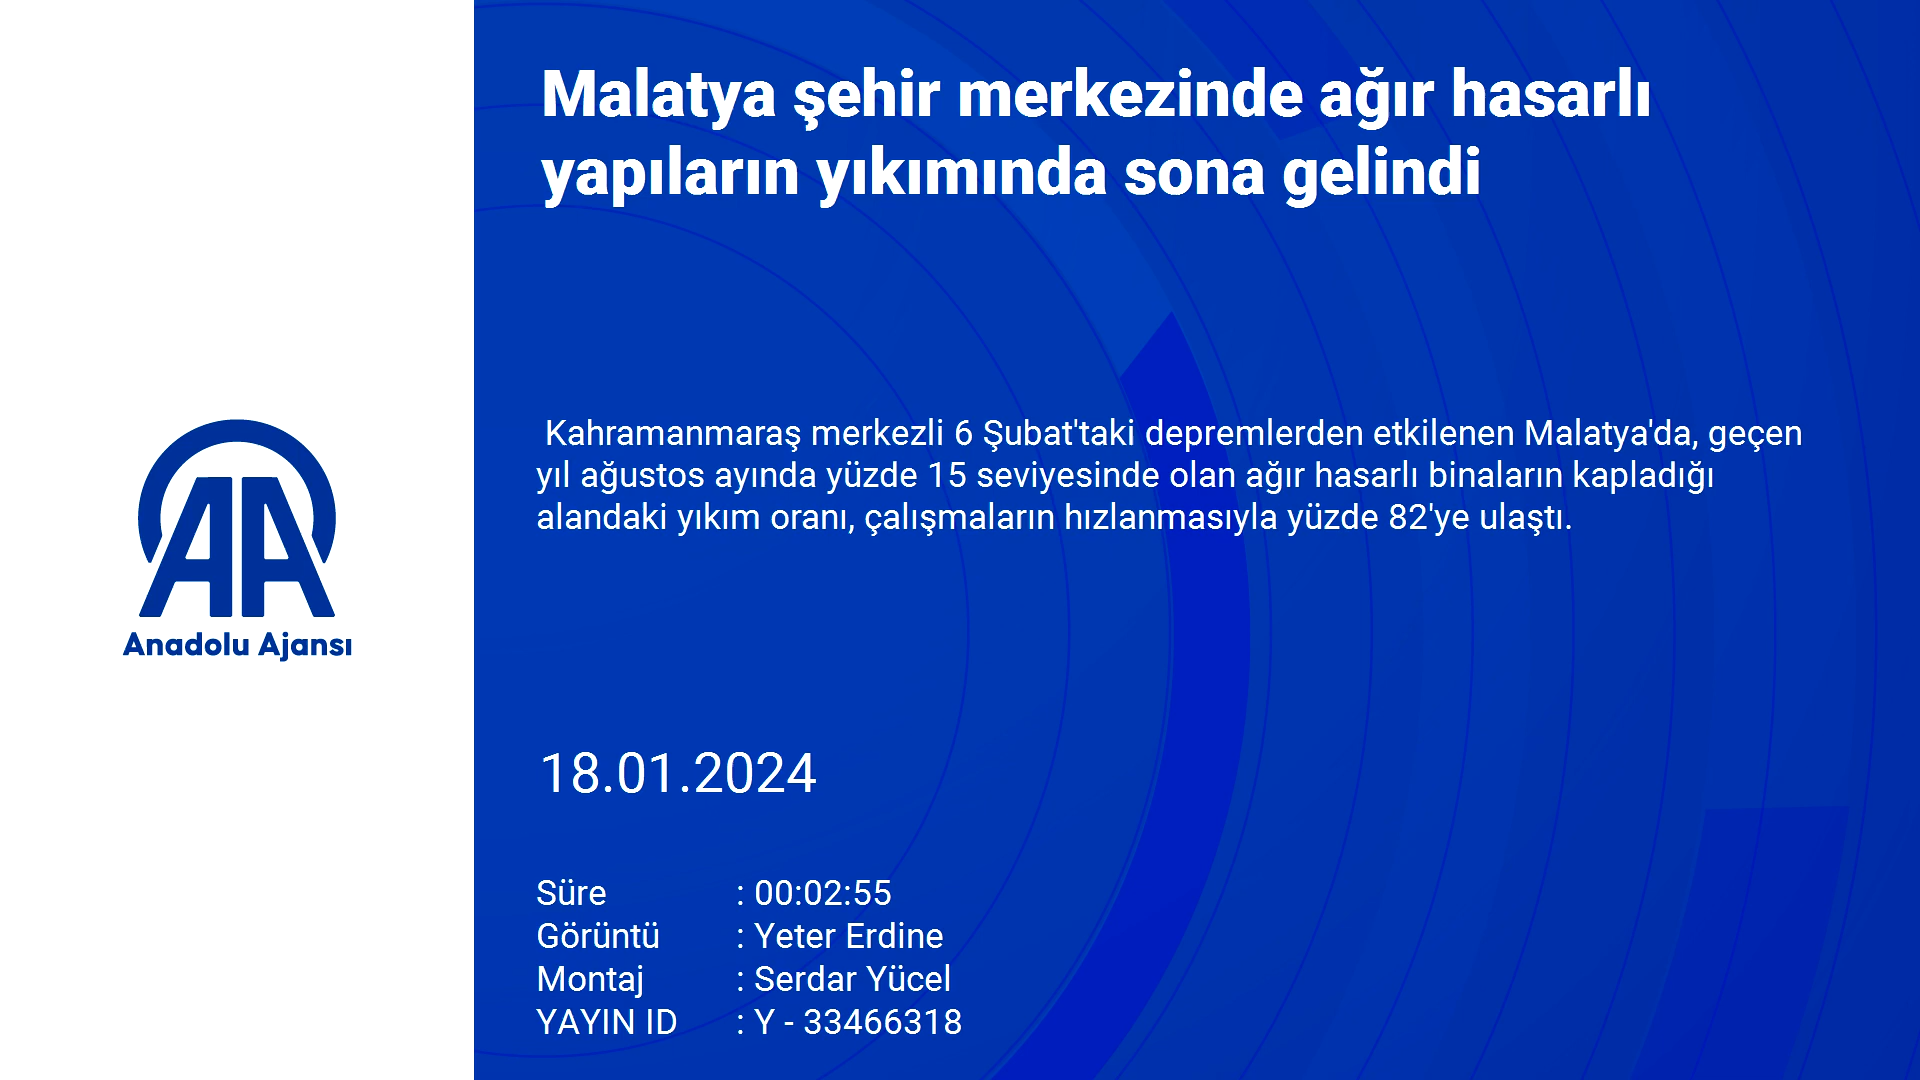 Malatya şehir merkezinde ağır hasarlı
yapıların yıkımında sona gelindi
Kahramanmaraş merkezli 6 Şubat'taki depremlerden etkilenen Malatya'da, geçen
yıl ağustos ayında yüzde 15 seviyesinde olan ağır hasarlı binaların kapladığı
alandaki yıkım oranı, çalışmaların hızlanmasıyla yüzde 82'ye ulaştı.
AA
Anadolu Ajansı
18.01.2024
Süre : 00:02:55
Görüntü : Yeter Erdine
Montaj : Serdar Yücel
YAYIN ID : Y - 33466318